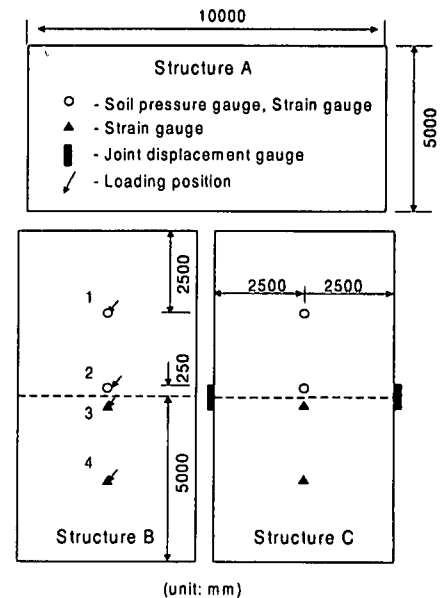 10000
Structure A
- Soil pressure gauge, Strain gauge
- Strain gauge
- Joint displacement gauge
- Loading position
5000
1
2
3
4
2500
250
5000
Structure B
2500
2500
Structure C
(unit: mm)